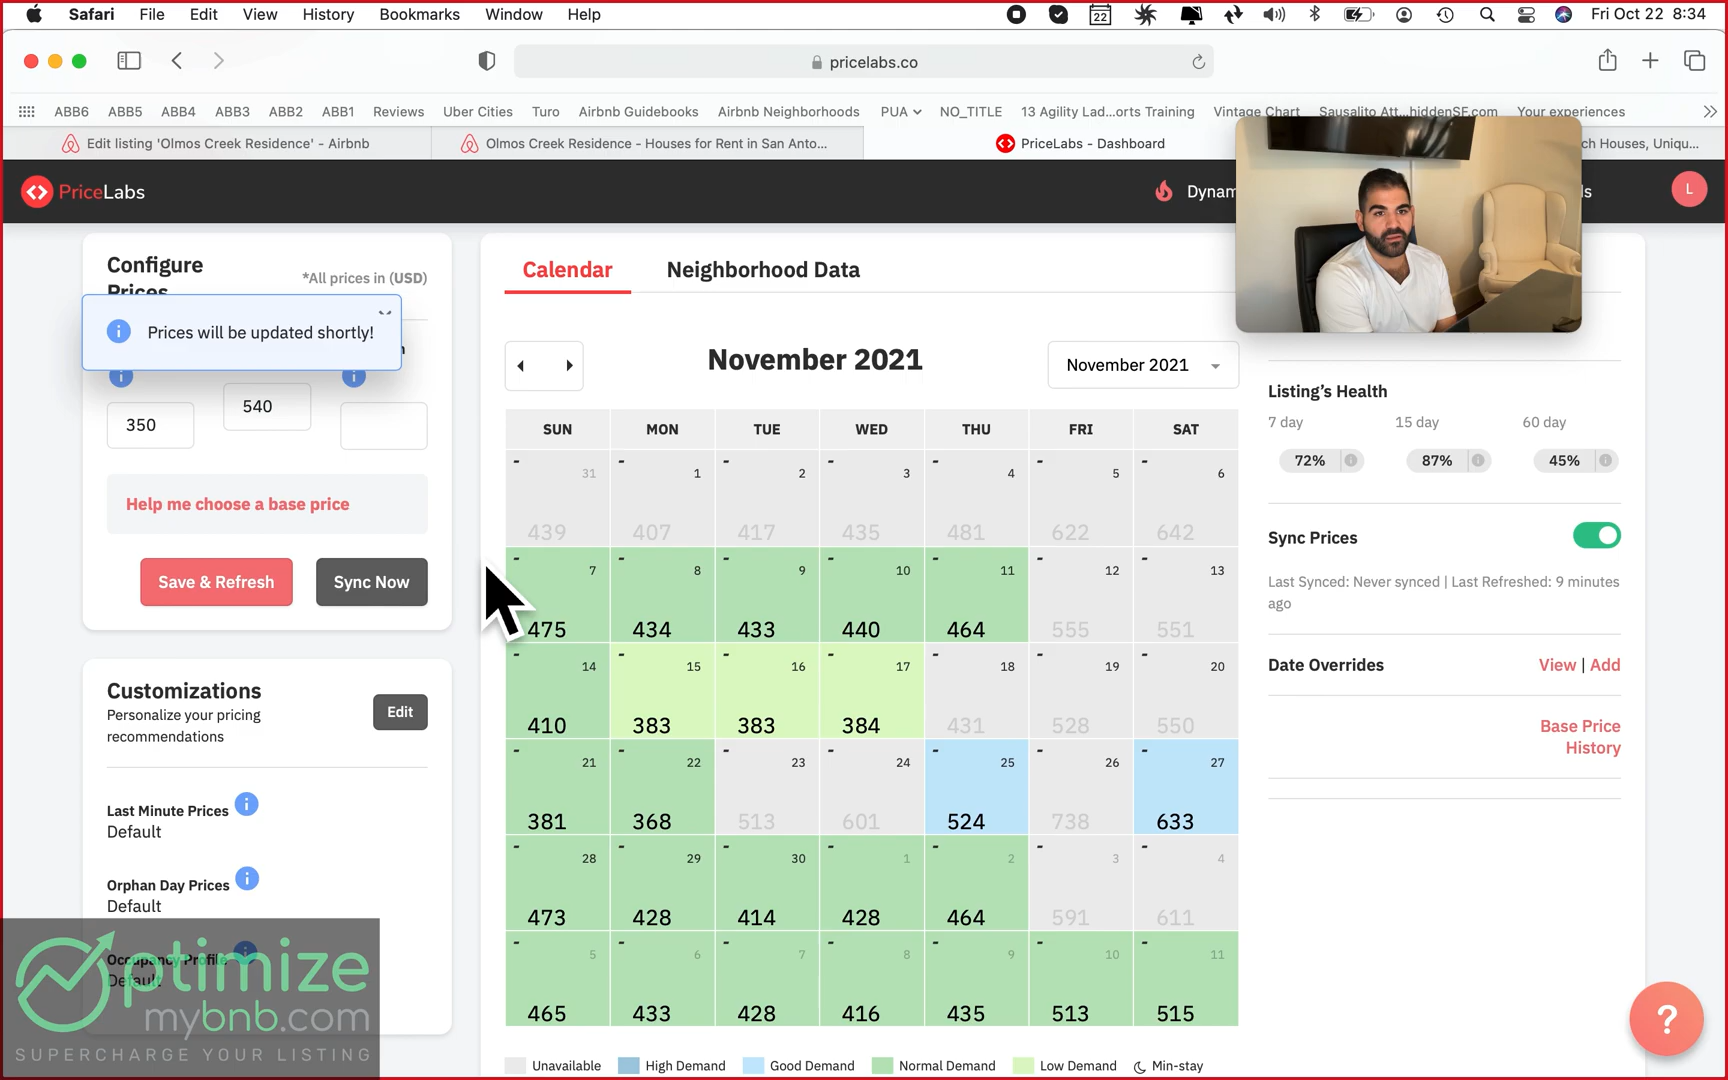 Safari File Edit View History Bookmarks Window Help
22
Fri Oct 22 8:34
pricelabs.co
ABB6 ABB5 ABB4 ABB3 ABB2 ABB1 Reviews Uber Cities Turo Airbnb Guidebooks Airbnb Neighborhoods PUA NO_TITLE 13 Agility Lad...orts Training Vintage Chart Sausalito Att...hiddenSF.com Your experiences
Edit listing 'Olmos Creek Residence' - Airbnb
Olmos Creek Residence - Houses for Rent in San Anto...
PriceLabs - Dashboard
ch Houses, Uniqu...
PriceLabs
Dynam
ls
L
Configure
Prices
*All prices in (USD)
Prices will be updated shortly!
350
540
Help me choose a base price
Save & Refresh
Sync Now
Customizations
Personalize your pricing
recommendations
Edit
Last Minute Prices
Default
Orphan Day Prices
Default
Occupancy Profile
Default
Optimize
mybnb.com
SUPERCHARGE YOUR LISTING
Calendar
Neighborhood Data
November 2021
November 2021
SUN MON TUE WED THU FRI SAT
31 1 2 3 4 5 6
439 407 417 435 481 622 642
7 8 9 10 11 12 13
475 434 433 440 464 555 551
14 15 16 17 18 19 20
410 383 383 384 431 528 550
21 22 23 24 25 26 27
381 368 513 601 524 738 633
28 29 30 1 2 3 4
473 428 414 428 464 591 611
5 6 7 8 9 10 11
465 433 428 416 435 513 515
Unavailable High Demand Good Demand Normal Demand Low Demand Min-stay
Listing's Health
7 day 15 day 60 day
72% 87% 45%
Sync Prices
Last Synced: Never synced | Last Refreshed: 9 minutes
ago
Date Overrides
View | Add
Base Price
History
?